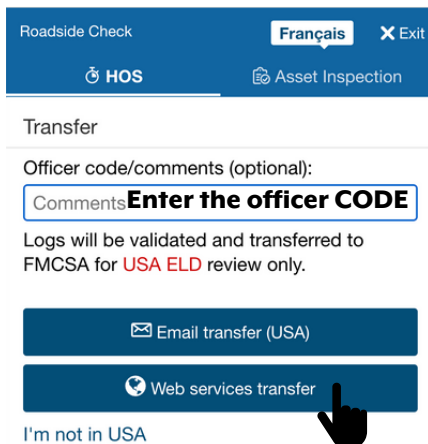 Roadside Check Français X Exit
HOS Asset Inspection
Transfer
Officer code/comments (optional):
Comments Enter the officer CODE
Logs will be validated and transferred to
FMCSA for USA ELD review only.
Email transfer (USA)
Web services transfer
I'm not in USA